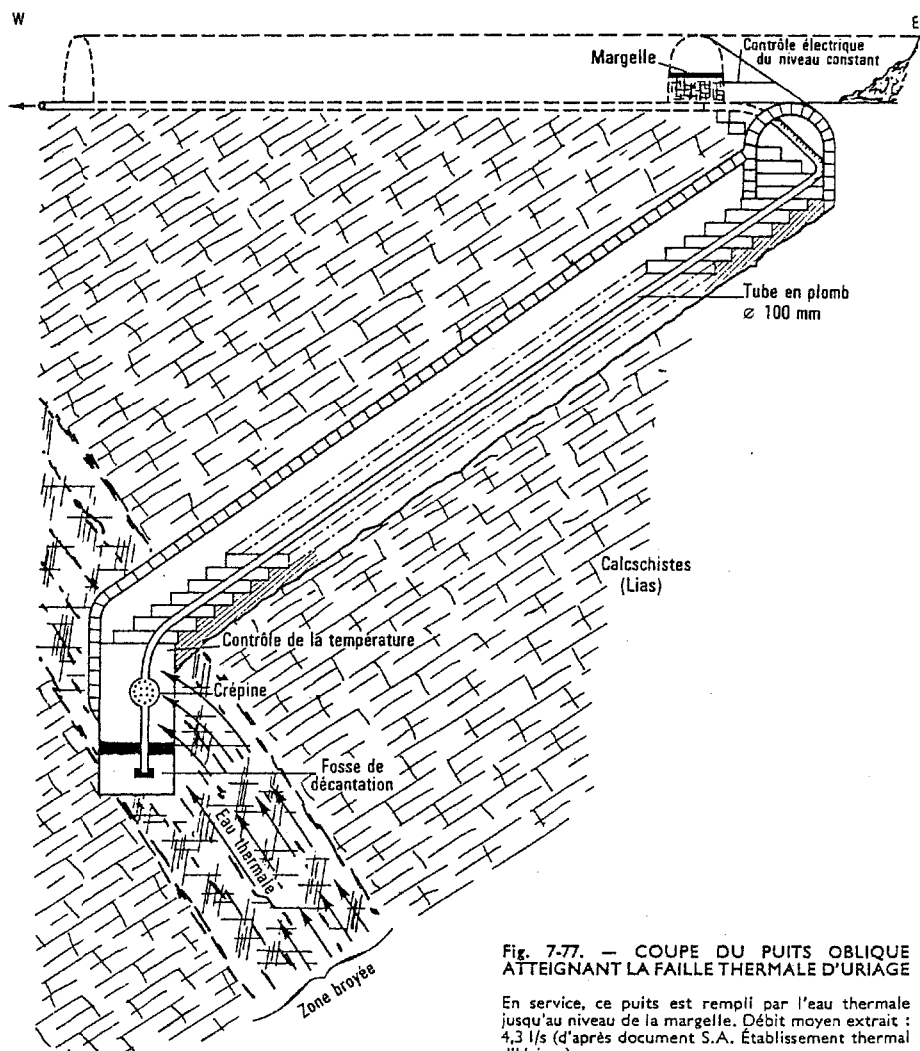 W
E
Contrôle électrique
du niveau constant
Margelle
Tube en plomb
⌀ 100 mm
Calcschistes
(Lias)
Contrôle de la température
Crépine
Fosse de
décantation
Eau thermale
Zone broyée
Fig. 7-77. — COUPE DU PUITS OBLIQUE
ATTEIGNANT LA FAILLE THERMALE D'URIAGE
En service, ce puits est rempli par l'eau thermale
jusqu'au niveau de la margelle. Débit moyen extrait :
4,3 l/s (d'après document S.A. Établissement thermal